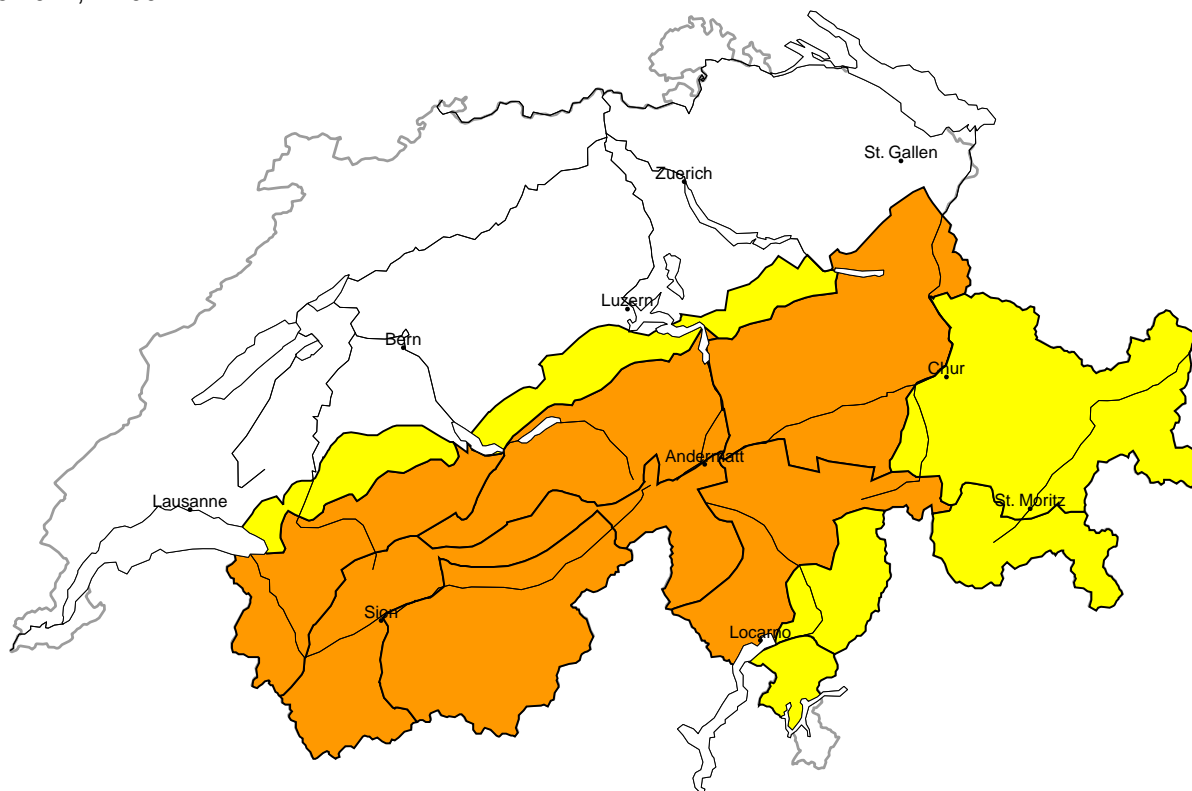 St. Gallen
Zuerich
Luzern
Bern
Chur
Andermatt
Lausanne
St. Moritz
Sion
Locarno